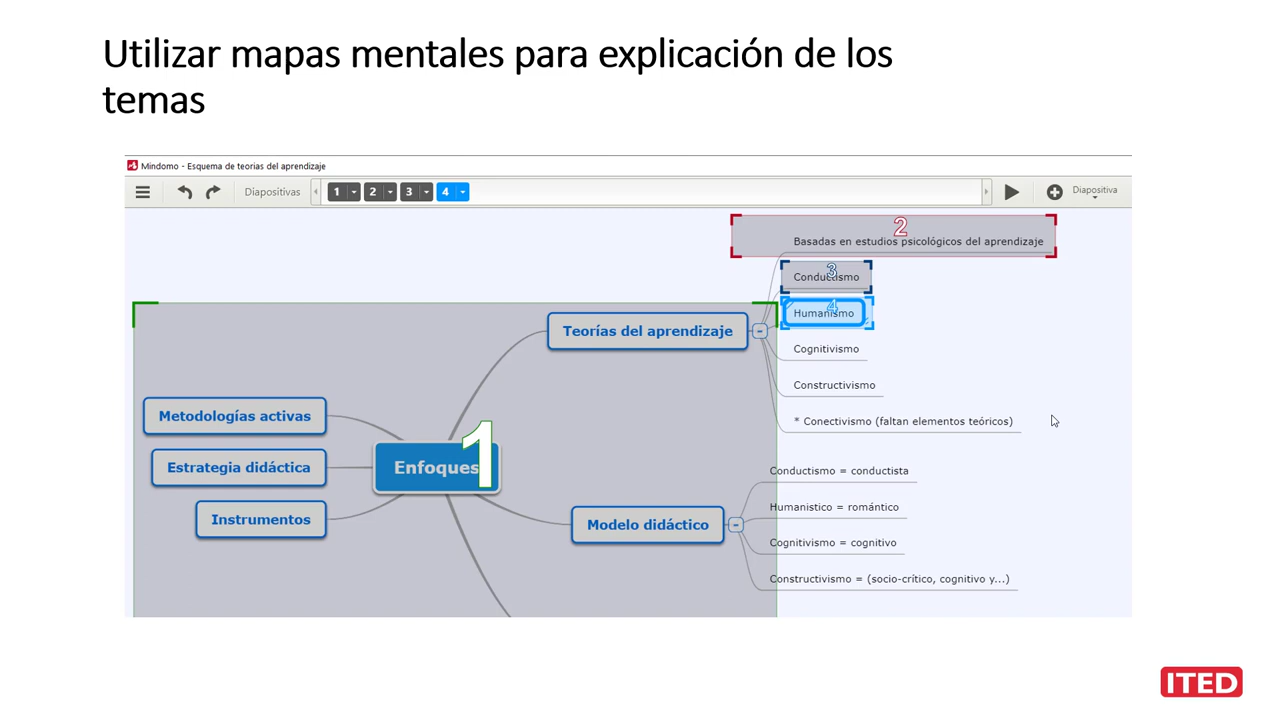 Utilizar mapas mentales para explicación de los
temas
Mindomo - Esquema de teorias del aprendizaje
Diapositivas
1
2
3
4
Diapositiva
2
Basadas en estudios psicológicos del aprendizaje
3
Conductismo
4
Humanismo
Teorías del aprendizaje
Cognitivismo
Constructivismo
* Conectivismo (faltan elementos teóricos)
Metodologías activas
Estrategia didáctica
Instrumentos
Enfoques
1
Modelo didáctico
Conductismo = conductista
Humanistico = romántico
Cognitivismo = cognitivo
Constructivismo = (socio-crítico, cognitivo y...)
ITED